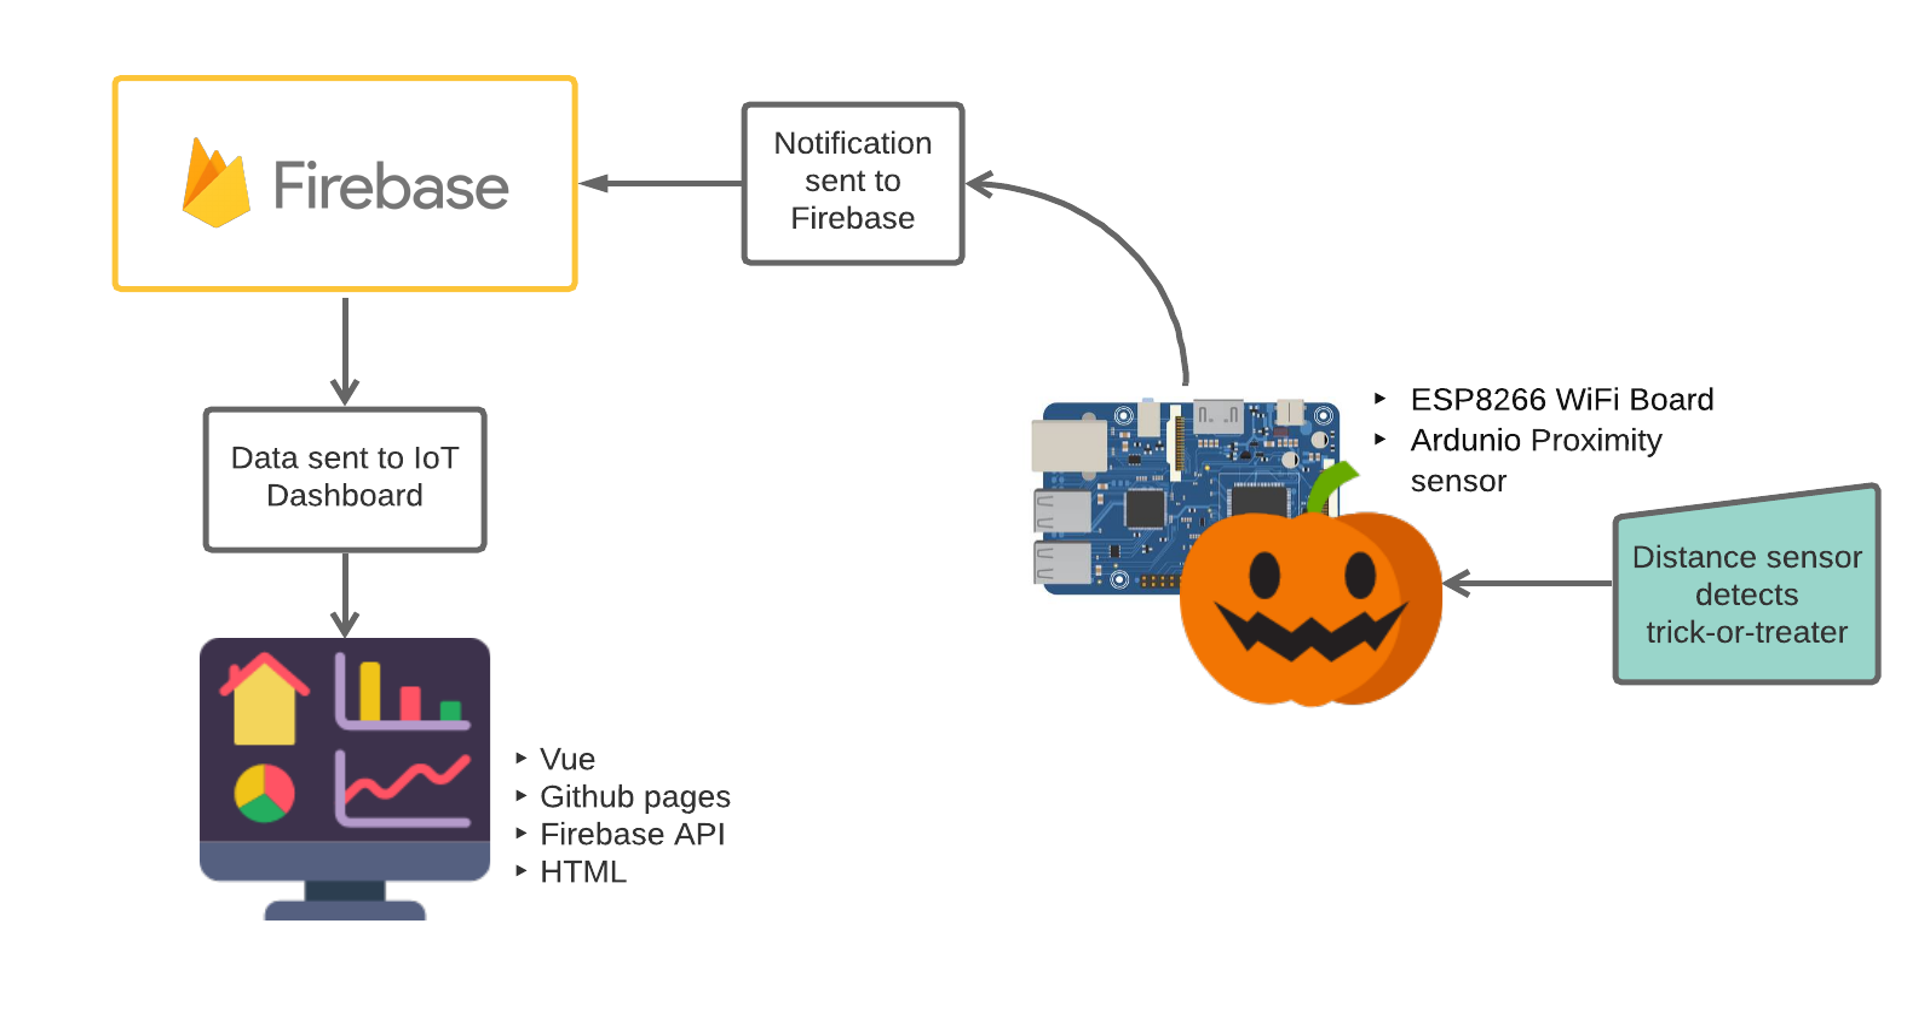 Firebase
Notification
sent to
Firebase
Data sent to IoT
Dashboard
ESP8266 WiFi Board
Ardunio Proximity
sensor
Distance sensor
detects
trick-or-treater
Vue
Github pages
Firebase API
HTML